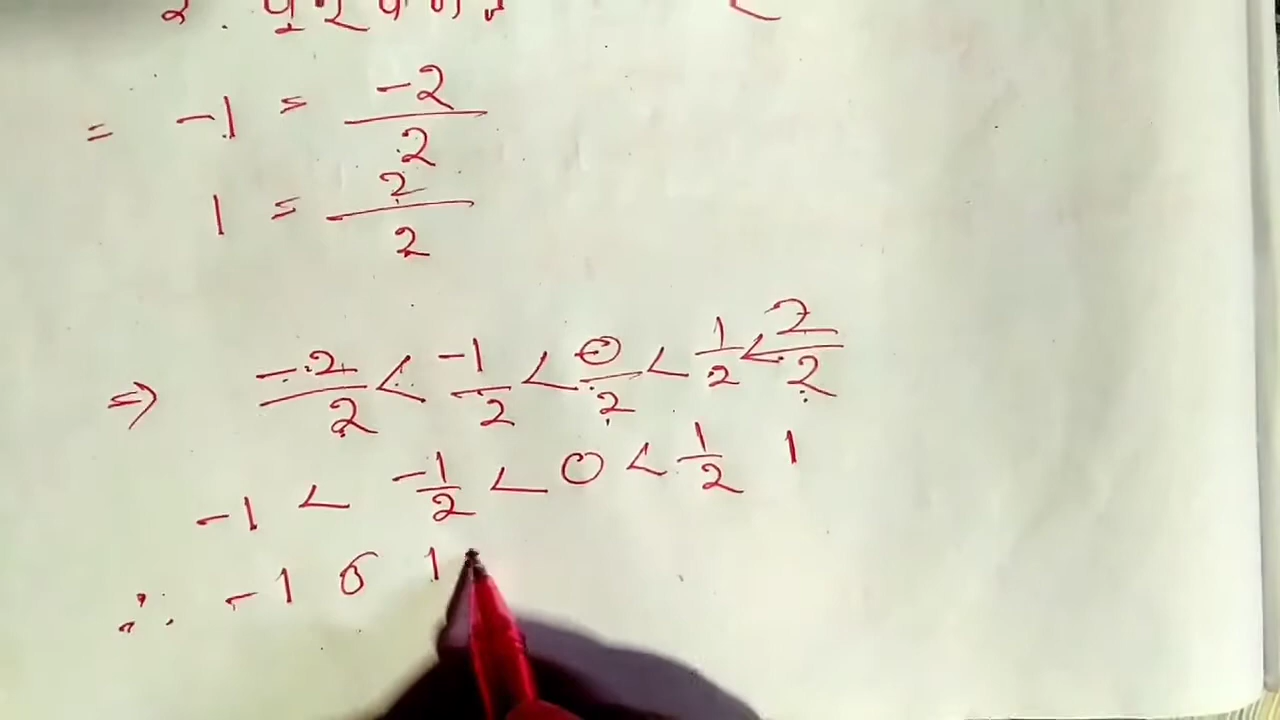 = -1 = -2/2
1 = 2/2
⇒ -2/2 < -1/2 < 0/2 < 1/2 < 2/2
-1 < -1/2 < 0 < 1/2 1
∴ -1 ও 1